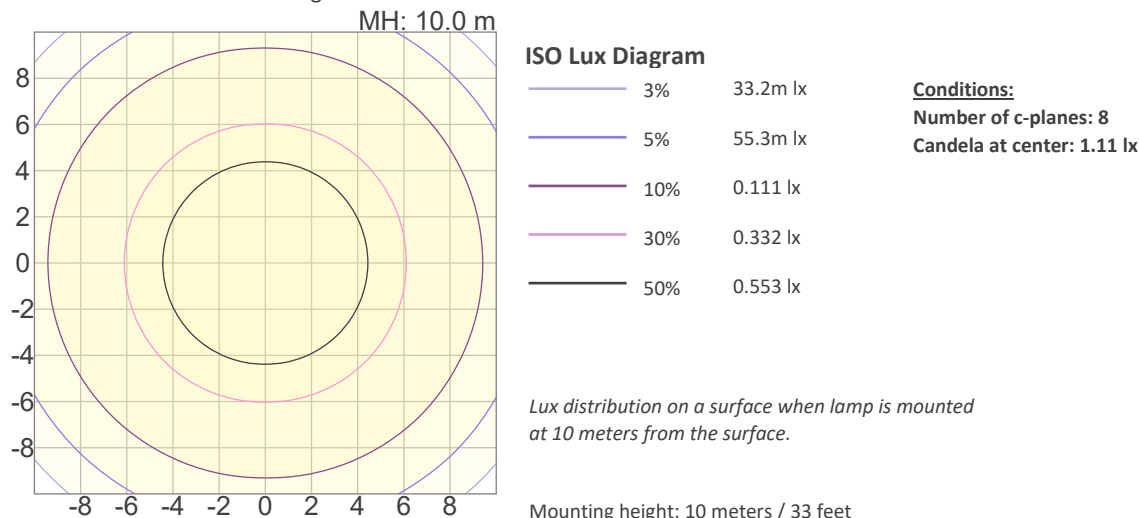 MH: 10.0 m
8
6
4
2
0
-2
-4
-6
-8
-8 -6 -4 -2 0 2 4 6 8
ISO Lux Diagram
3% 33.2m lx
5% 55.3m lx
10% 0.111 lx
30% 0.332 lx
50% 0.553 lx
Conditions:
Number of c-planes: 8
Candela at center: 1.11 lx
Lux distribution on a surface when lamp is mounted
at 10 meters from the surface.
Mounting height: 10 meters / 33 feet